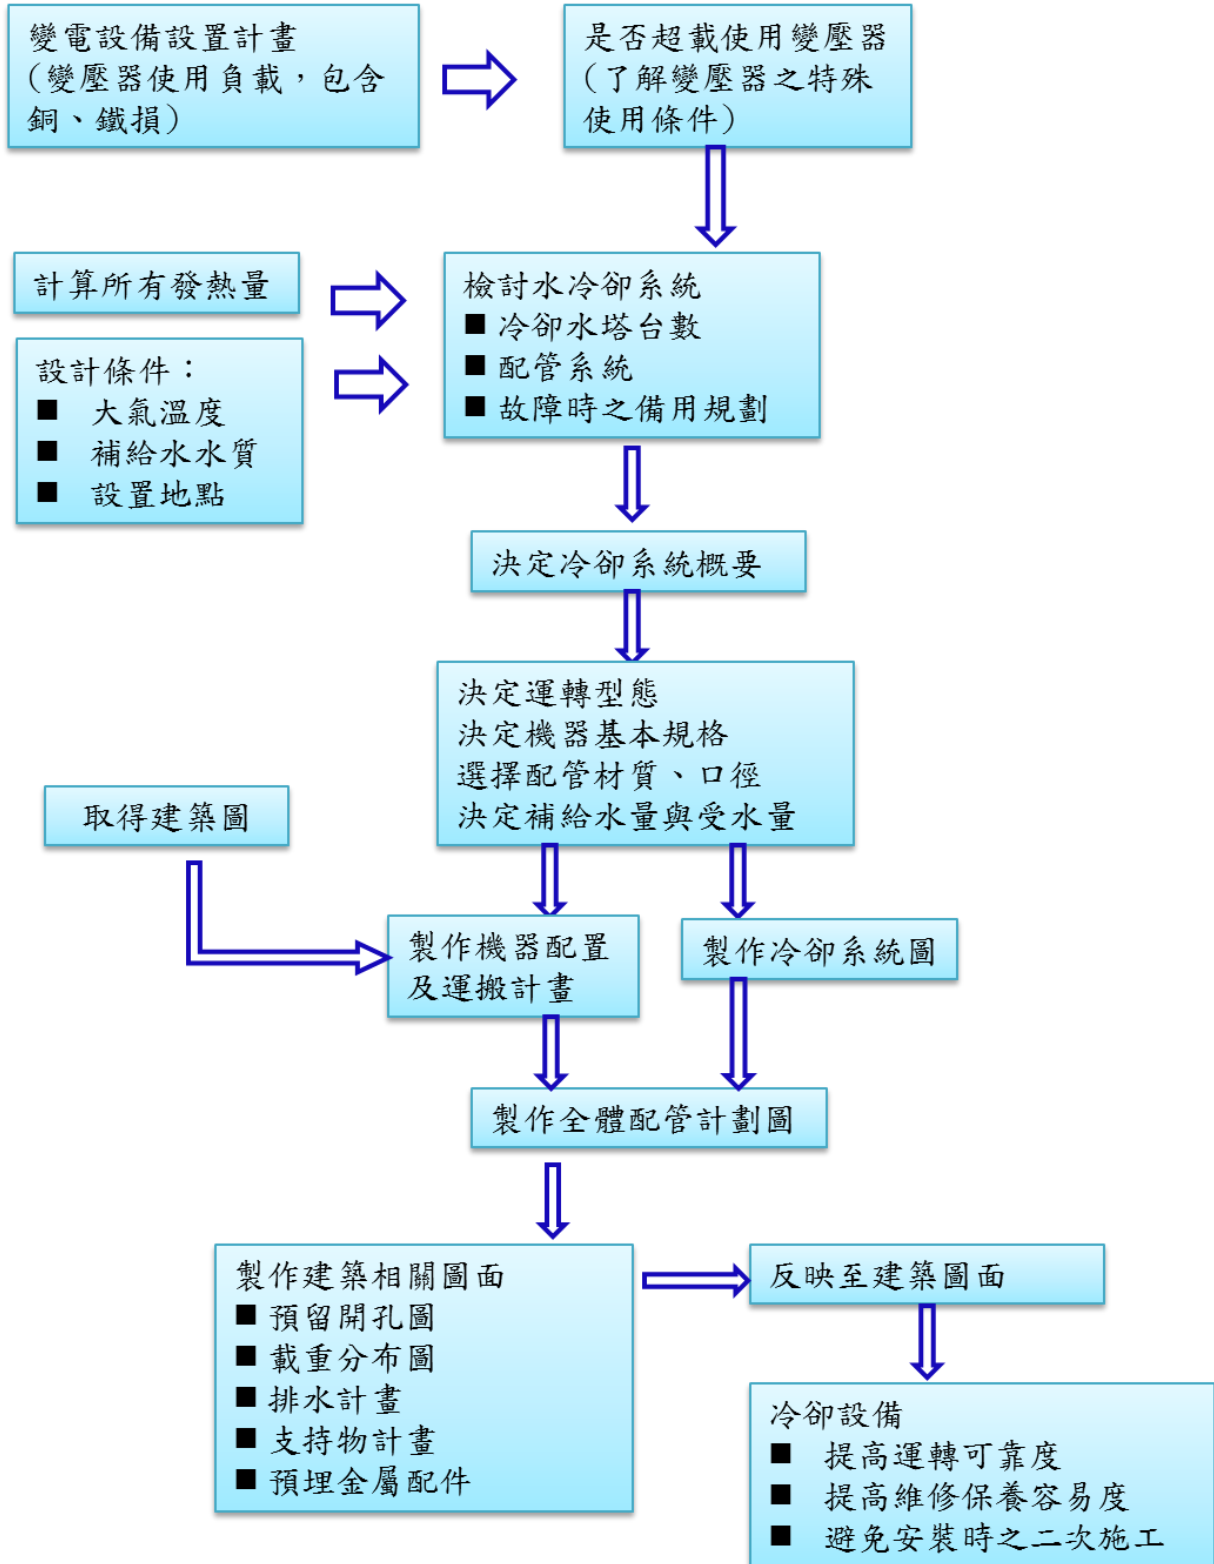 變電設備設置計畫
(變壓器使用負載，包含
銅、鐵損)
是否超載使用變壓器
(了解變壓器之特殊
使用條件)
計算所有發熱量
設計條件：
■ 大氣溫度
■ 補給水水質
■ 設置地點
檢討水冷卻系統
■ 冷卻水塔台數
■ 配管系統
■ 故障時之備用規劃
決定冷卻系統概要
決定運轉型態
決定機器基本規格
選擇配管材質、口徑
決定補給水量與受水量
取得建築圖
製作機器配置
及運搬計畫
製作冷卻系統圖
製作全體配管計劃圖
製作建築相關圖面
■ 預留開孔圖
■ 載重分布圖
■ 排水計畫
■ 支持物計畫
■ 預埋金屬配件
反映至建築圖面
冷卻設備
■ 提高運轉可靠度
■ 提高維修保養容易度
■ 避免安裝時之二次施工